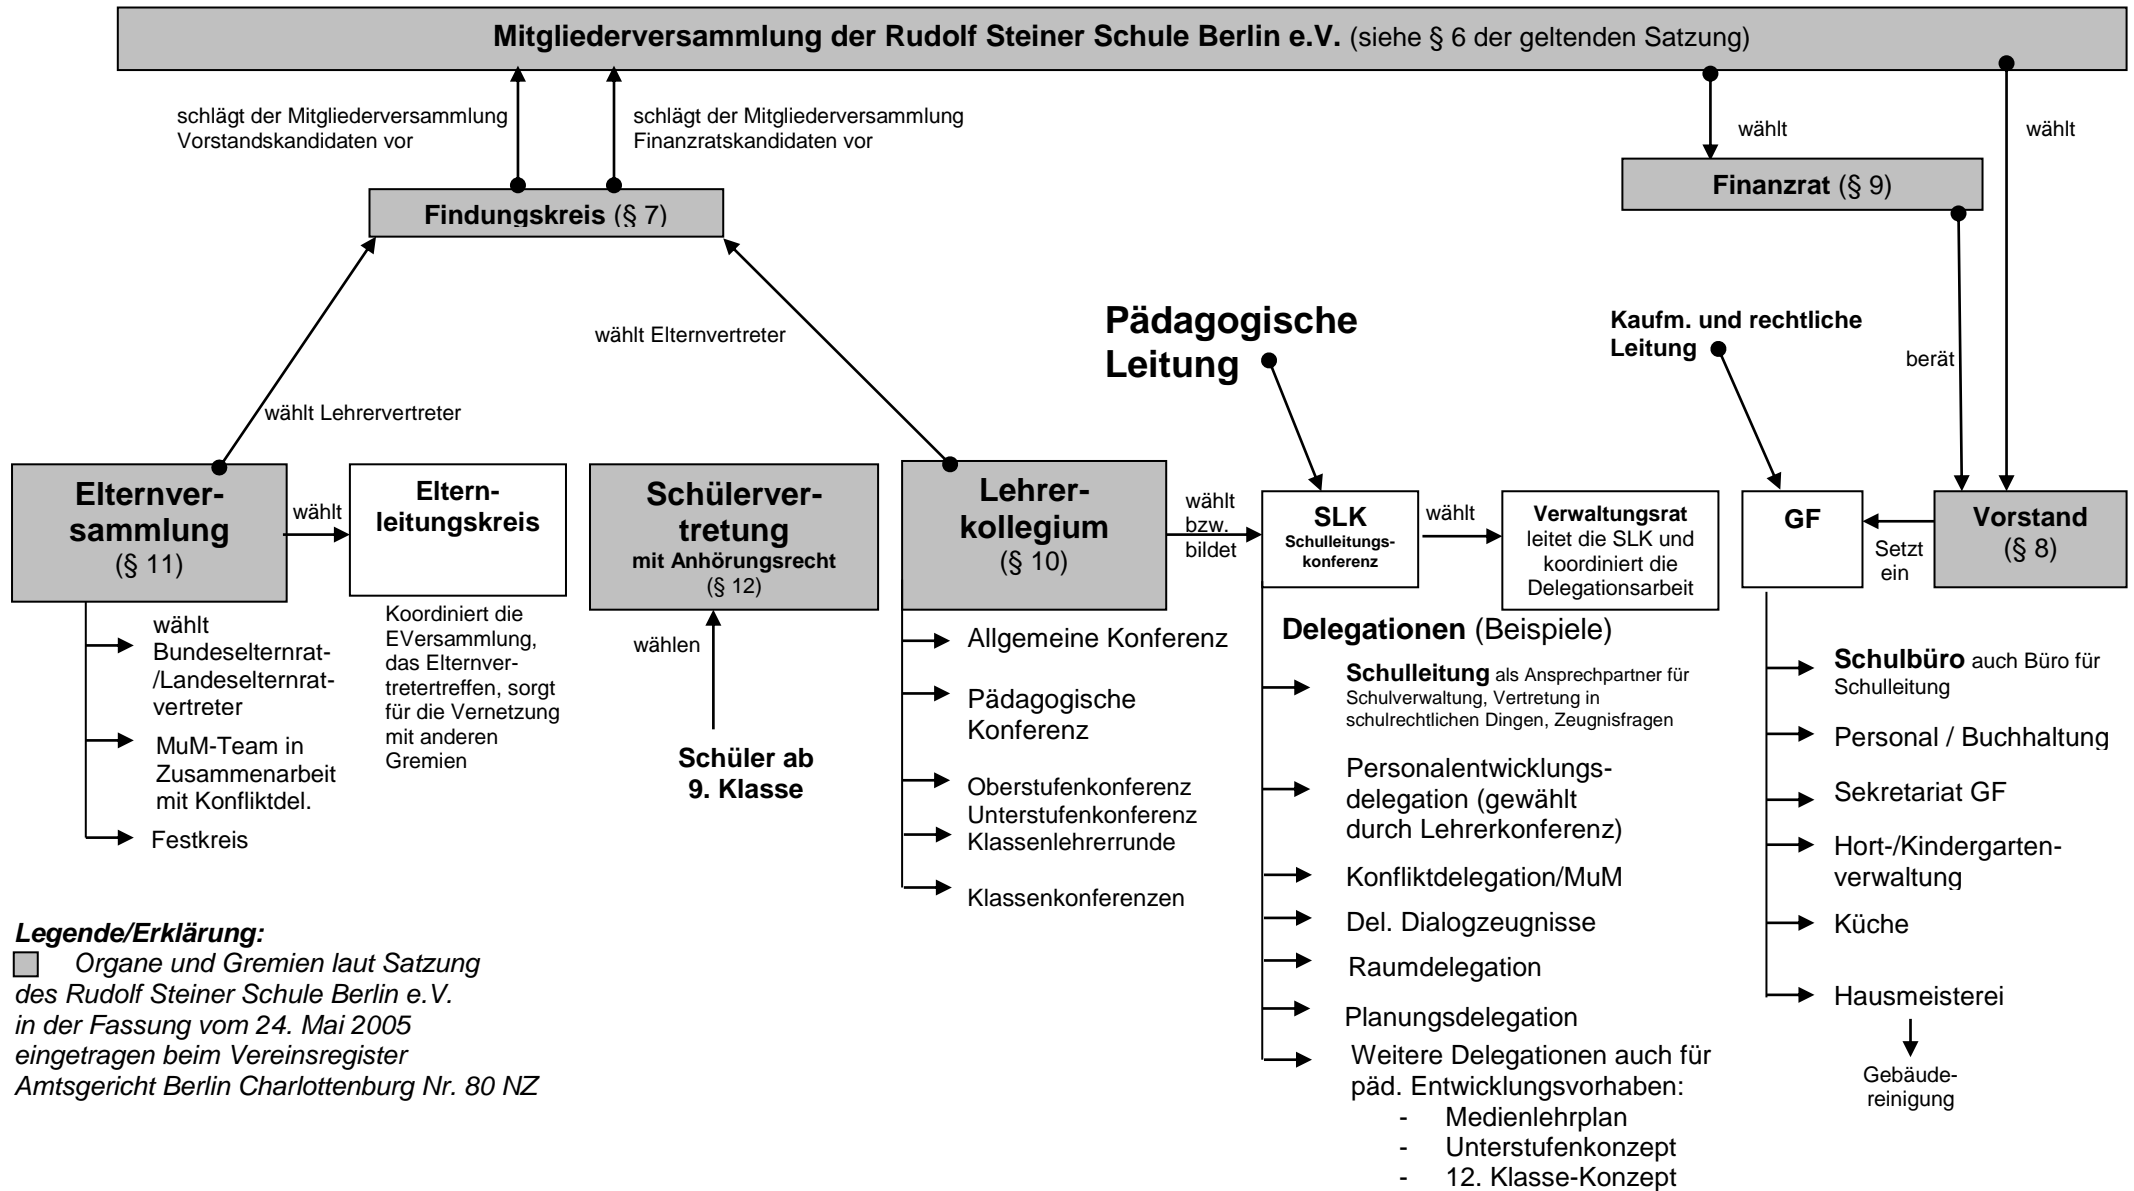 Mitgliederversammlung der Rudolf Steiner Schule Berlin e.V. (siehe § 6 der geltenden Satzung)
schlägt der Mitgliederversammlung
Vorstandskandidaten vor
schlägt der Mitgliederversammlung
Finanzratskandidaten vor
wählt
wählt
Finanzrat (§ 9)
Findungskreis (§ 7)
wählt Elternvertreter
wählt Lehrervertreter
Pädagogische
Leitung
Kaufm. und rechtliche
Leitung
berät
Elternver-
sammlung
(§ 11)
wählt
Eltern-
leitungskreis
Koordiniert die
EVersammlung,
das Elternver-
tretertreffen, sorgt
für die Vernetzung
mit anderen
Gremien
Schülerver-
tretung
mit Anhörungsrecht
(§ 12)
wählen
Schüler ab
9. Klasse
Lehrer-
kollegium
(§ 10)
wählt
bzw.
bildet
SLK
Schulleitungs-
konferenz
wählt
Verwaltungsrat
leitet die SLK und
koordiniert die
Delegationsarbeit
GF
Setzt
ein
Vorstand
(§ 8)
wählt
Bundeselternrat-
/Landeselternrat-
vertreter
MuM-Team in
Zusammenarbeit
mit Konfliktdel.
Festkreis
Allgemeine Konferenz
Pädagogische
Konferenz
Oberstufenkonferenz
Unterstufenkonferenz
Klassenlehrerrunde
Klassenkonferenzen
Delegationen (Beispiele)
Schulleitung als Ansprechpartner für
Schulverwaltung, Vertretung in
schulrechtlichen Dingen, Zeugnisfragen
Personalentwicklungs-
delegation (gewählt
durch Lehrerkonferenz)
Konfliktdelegation/MuM
Del. Dialogzeugnisse
Raumdelegation
Planungsdelegation
Weitere Delegationen auch für
päd. Entwicklungsvorhaben:
- Medienlehrplan
- Unterstufenkonzept
- 12. Klasse-Konzept
Schulbüro auch Büro für
Schulleitung
Personal / Buchhaltung
Sekretariat GF
Hort-/Kindergarten-
verwaltung
Küche
Hausmeisterei
Gebäude-
reinigung
Legende/Erklärung:
Organe und Gremien laut Satzung
des Rudolf Steiner Schule Berlin e.V.
in der Fassung vom 24. Mai 2005
eingetragen beim Vereinsregister
Amtsgericht Berlin Charlottenburg Nr. 80 NZ